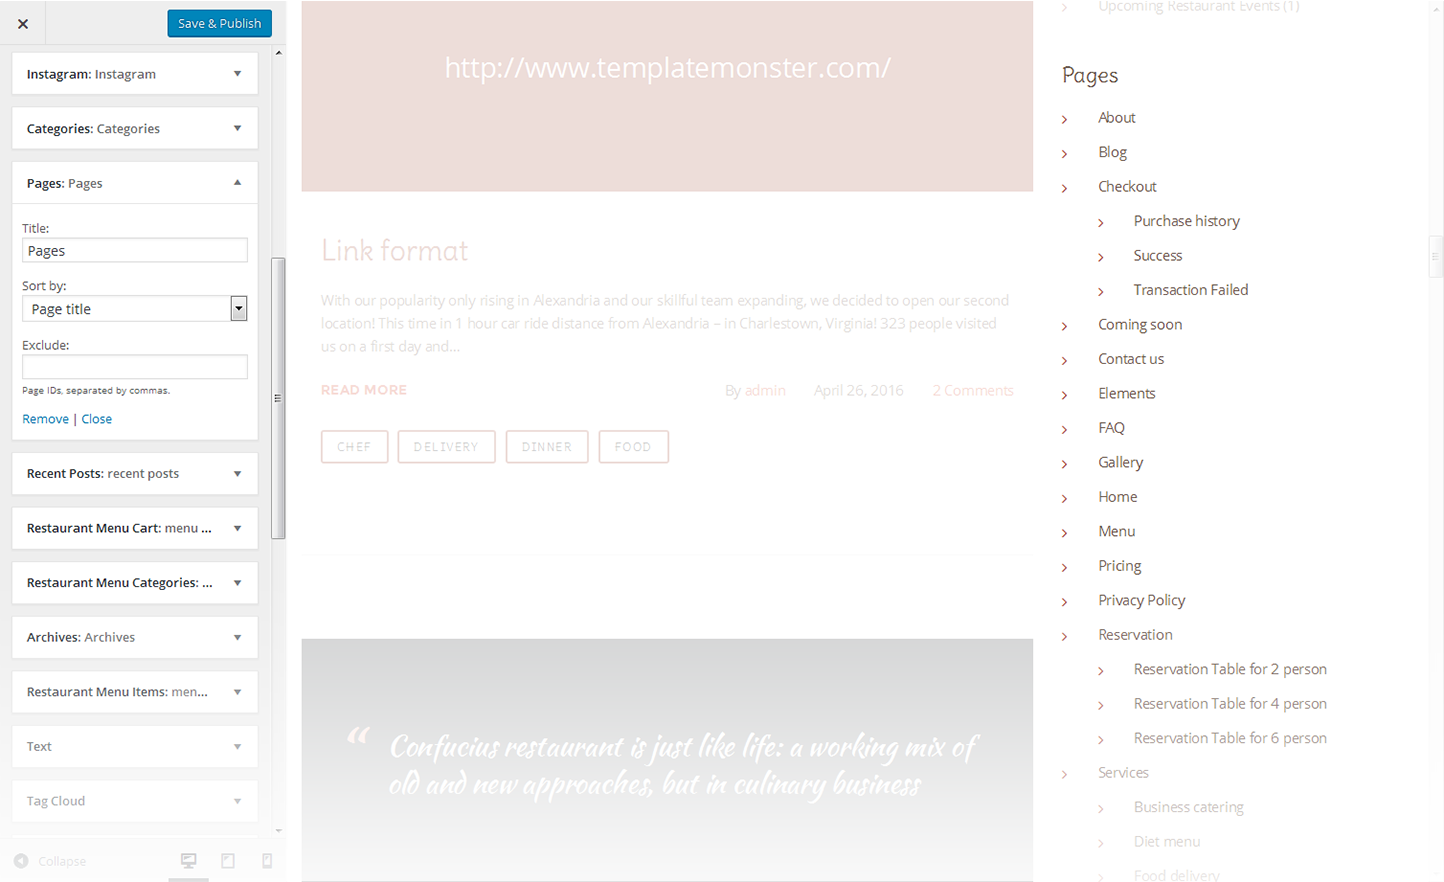 Save & Publish
Instagram: Instagram
Categories: Categories
Pages: Pages
Title:
Pages
Sort by:
Page title
Exclude:
Page IDs, separated by commas.
Remove | Close
Recent Posts: recent posts
Restaurant Menu Cart: menu ...
Restaurant Menu Categories: ...
Archives: Archives
Restaurant Menu Items: men...
Text
Tag Cloud
Collapse
http://www.templatemonster.com/
Link format
With our popularity only rising in Alexandria and our skillful team expanding, we decided to open our second
location! This time in 1 hour car ride distance from Alexandria – in Charlestown, Virginia! 323 people visited
us on a first day and...
READ MORE
By admin
April 26, 2016
2 Comments
CHEF
DELIVERY
DINNER
FOOD
“ Confucius restaurant is just like life: a working mix of
old and new approaches, but in culinary business
Upcoming Restaurant Events (1)
Pages
About
Blog
Checkout
Purchase history
Success
Transaction Failed
Coming soon
Contact us
Elements
FAQ
Gallery
Home
Menu
Pricing
Privacy Policy
Reservation
Reservation Table for 2 person
Reservation Table for 4 person
Reservation Table for 6 person
Services
Business catering
Diet menu
Food delivery